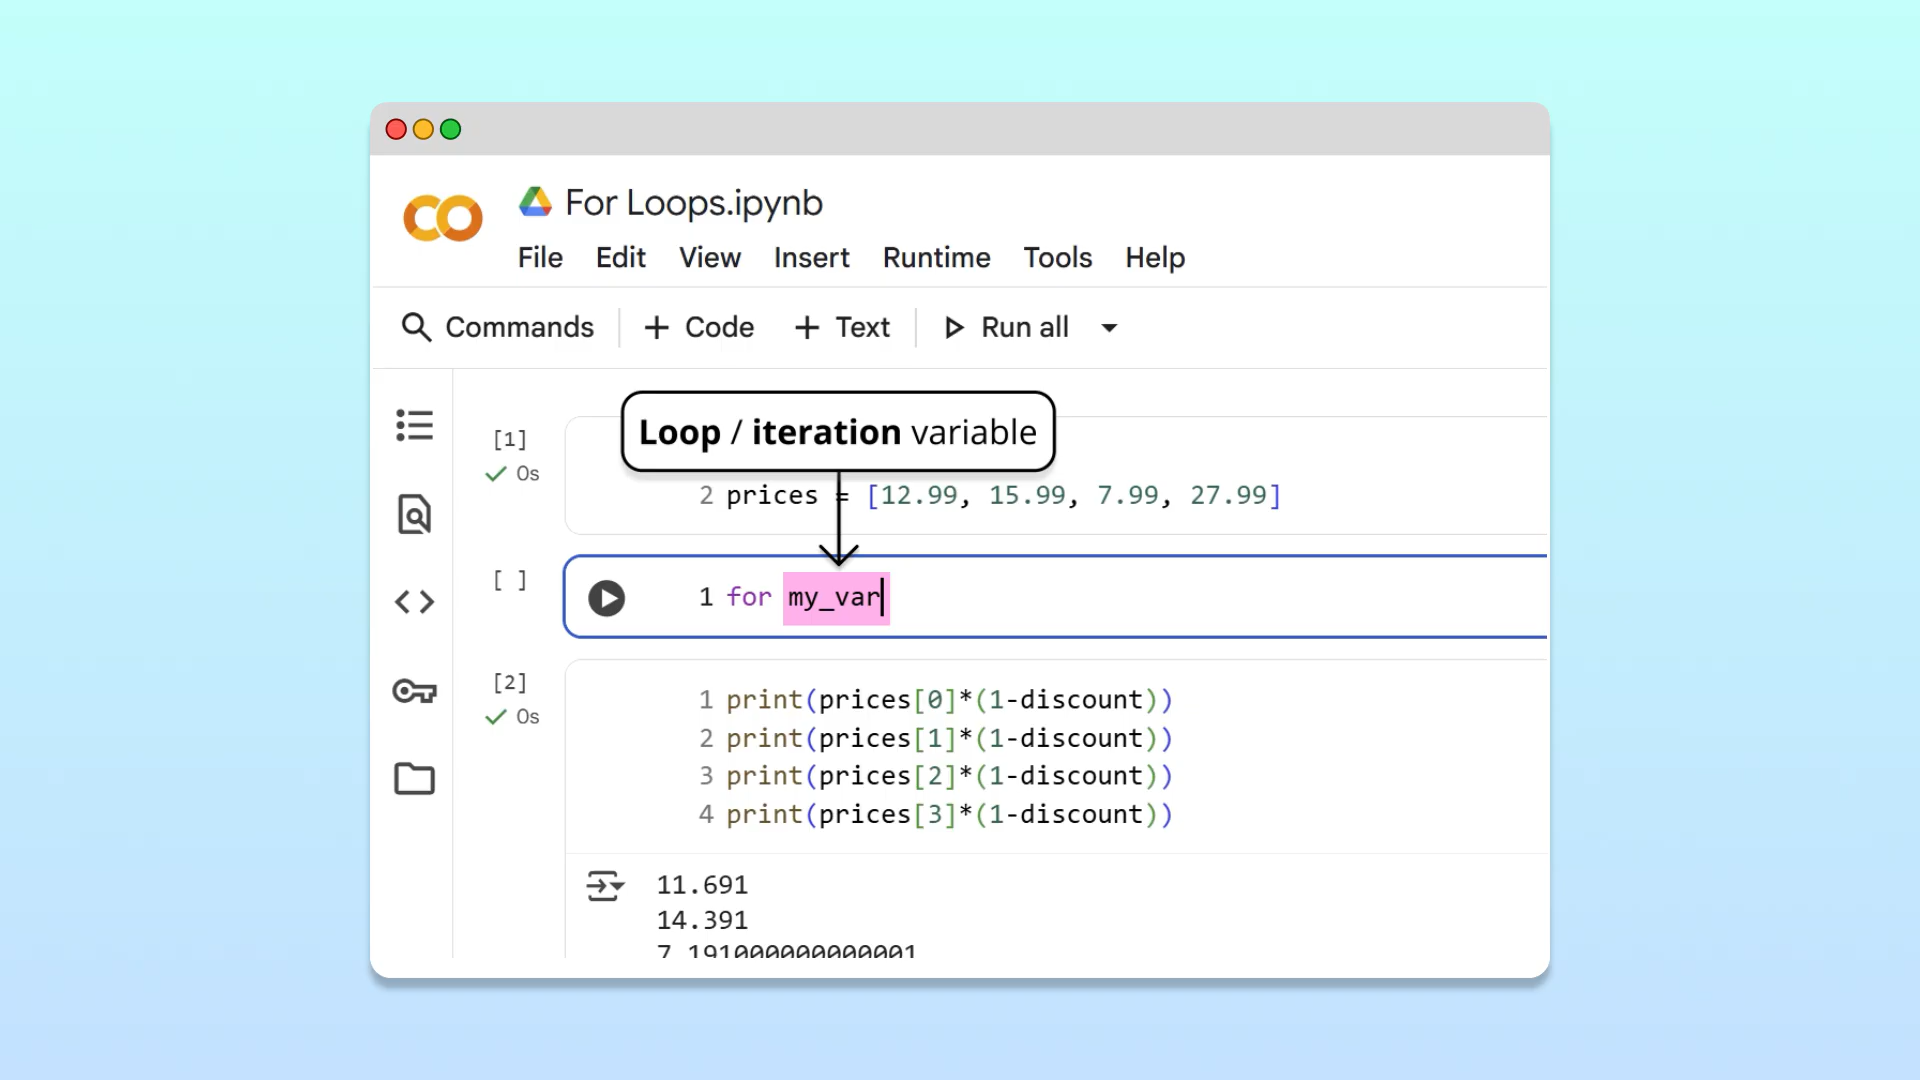 For Loops.ipynb
File Edit View Insert Runtime Tools Help
Commands + Code + Text Run all
Loop / iteration variable
[1]
0s
2 prices = [12.99, 15.99, 7.99, 27.99]
[ ]
1 for my_var
[2]
0s
1 print(prices[0]*(1-discount))
2 print(prices[1]*(1-discount))
3 print(prices[2]*(1-discount))
4 print(prices[3]*(1-discount))
11.691
14.391
7.191000000000001